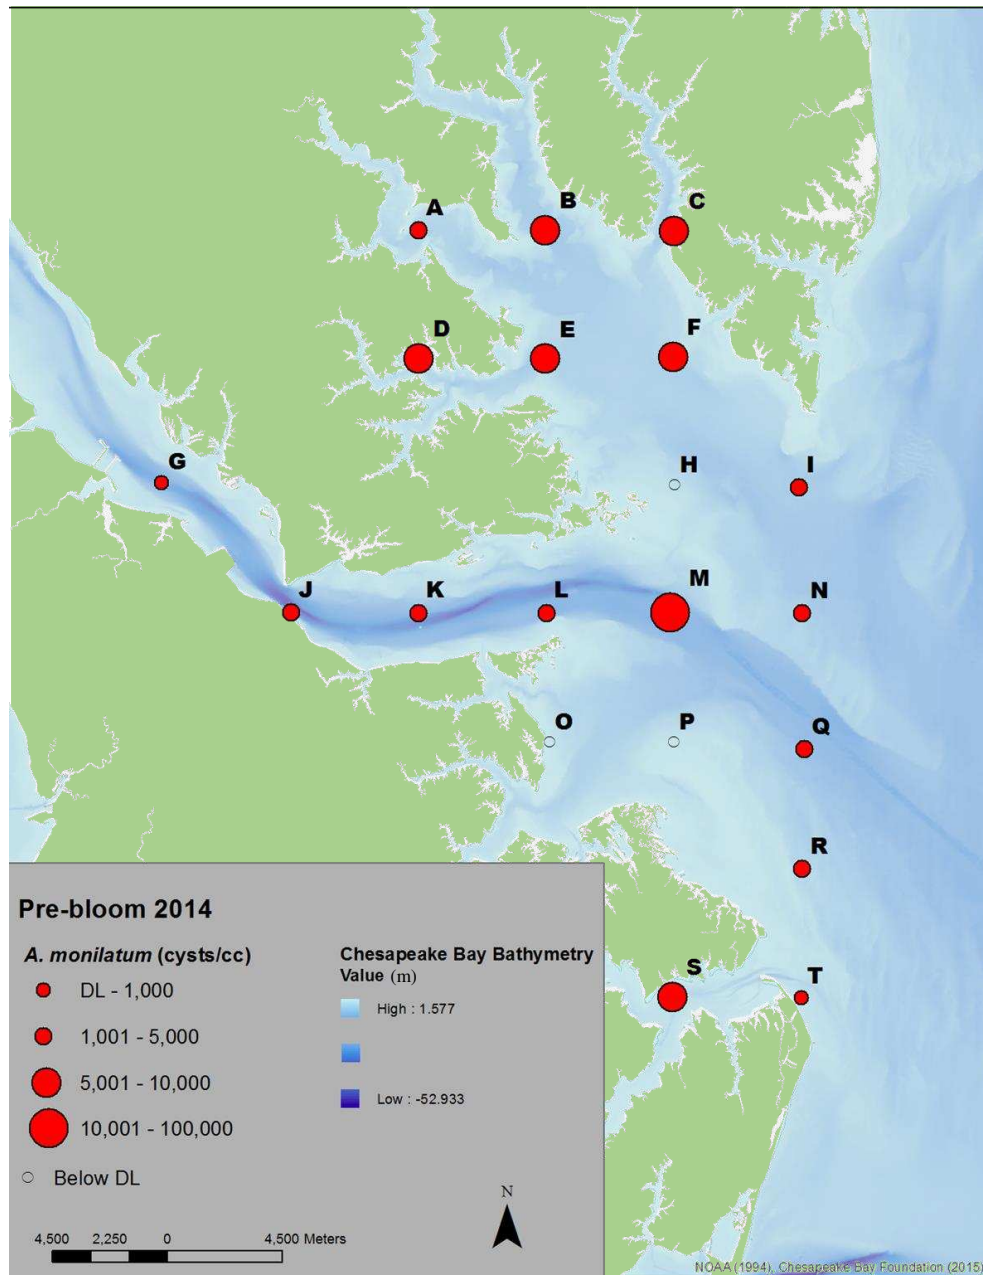 A
B
C
D
E
F
G
H
I
J
K
L
M
N
O
P
Q
R
S
T
Pre-bloom 2014
A. monilatum (cysts/cc)
DL - 1,000
1,001 - 5,000
5,001 - 10,000
10,001 - 100,000
Below DL
Chesapeake Bay Bathymetry
Value (m)
High : 1.577
Low : -52.933
N
4,500 2,250 0 4,500 Meters
NOAA (1994), Chesapeake Bay Foundation (2015)